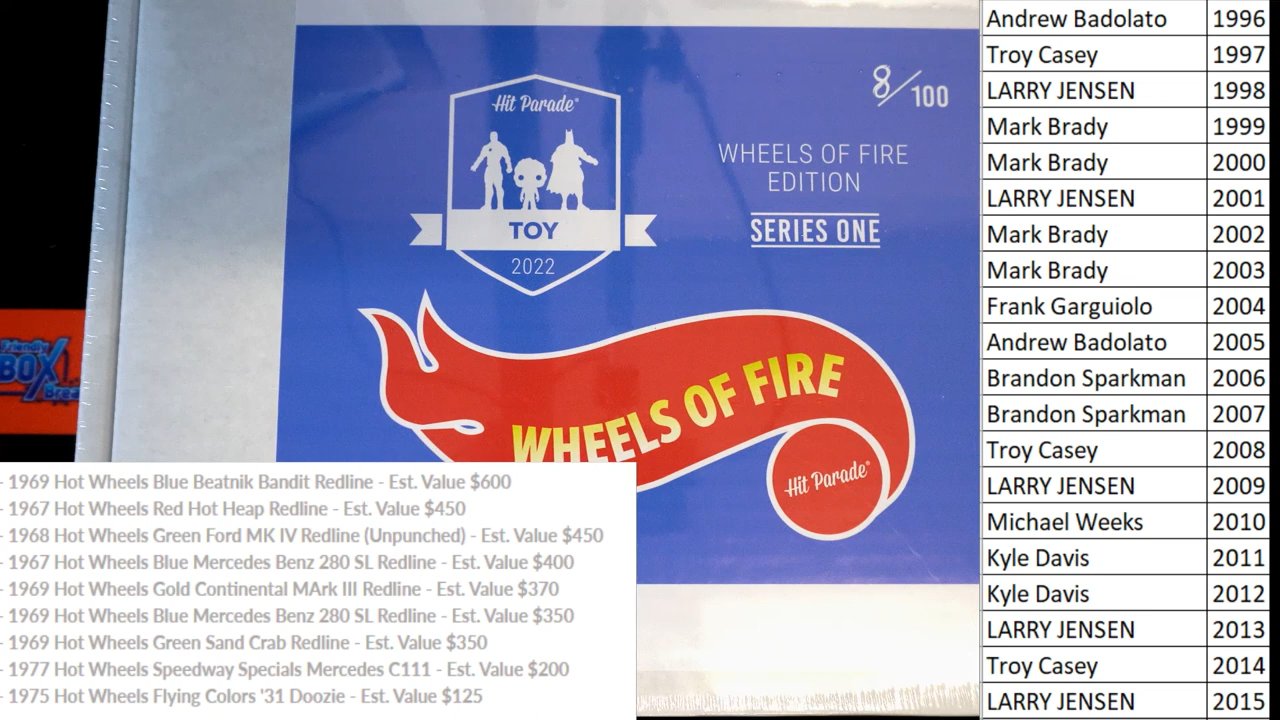 Hit Parade®
TOY
2022
8/100
WHEELS OF FIRE
EDITION
SERIES ONE
WHEELS OF FIRE
Hit Parade®
Friendly
BOX
Break
- 1969 Hot Wheels Blue Beatnik Bandit Redline - Est. Value $600
- 1967 Hot Wheels Red Hot Heap Redline - Est. Value $450
- 1968 Hot Wheels Green Ford MK IV Redline (Unpunched) - Est. Value $450
- 1967 Hot Wheels Blue Mercedes Benz 280 SL Redline - Est. Value $400
- 1969 Hot Wheels Gold Continental MArk III Redline - Est. Value $370
- 1969 Hot Wheels Blue Mercedes Benz 280 SL Redline - Est. Value $350
- 1969 Hot Wheels Green Sand Crab Redline - Est. Value $350
- 1977 Hot Wheels Speedway Specials Mercedes C111 - Est. Value $200
- 1975 Hot Wheels Flying Colors '31 Doozie - Est. Value $125
Andrew Badolato 1996
Troy Casey 1997
LARRY JENSEN 1998
Mark Brady 1999
Mark Brady 2000
LARRY JENSEN 2001
Mark Brady 2002
Mark Brady 2003
Frank Garguiolo 2004
Andrew Badolato 2005
Brandon Sparkman 2006
Brandon Sparkman 2007
Troy Casey 2008
LARRY JENSEN 2009
Michael Weeks 2010
Kyle Davis 2011
Kyle Davis 2012
LARRY JENSEN 2013
Troy Casey 2014
LARRY JENSEN 2015